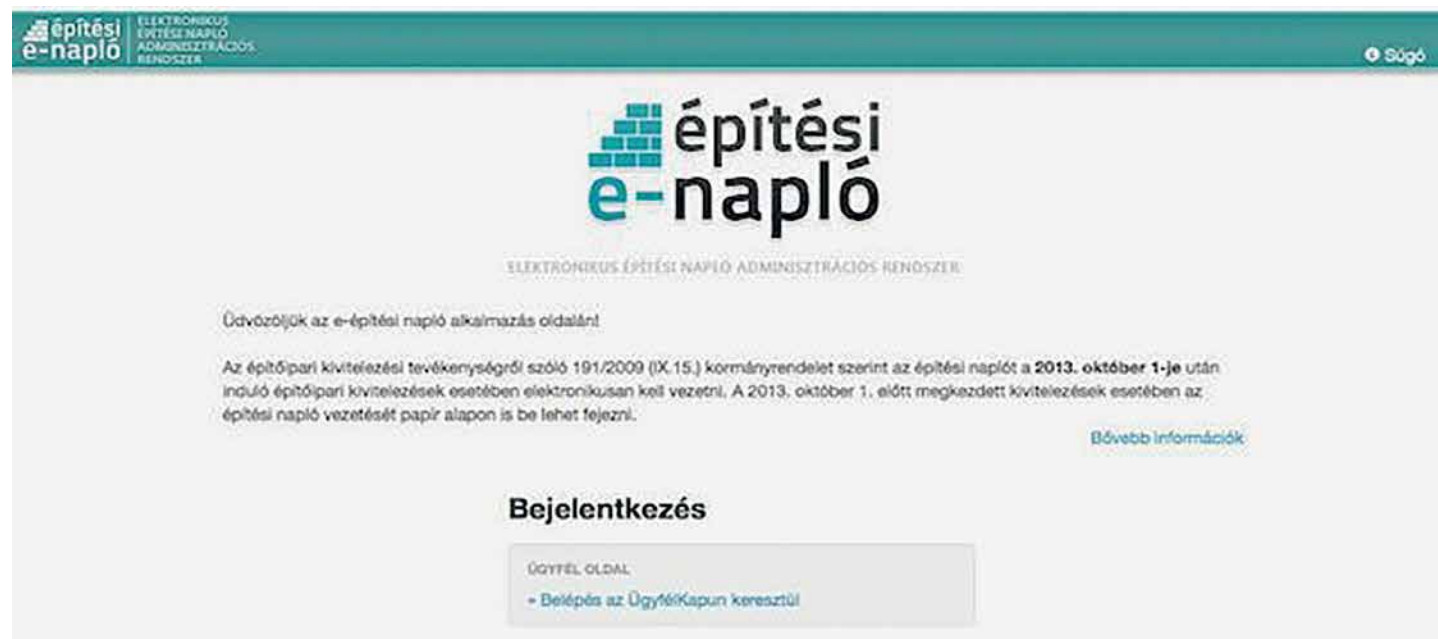 építési
e-napló
ELEKTRONIKUS
ÉPÍTÉSI NAPLÓ
ADMINISZTRÁCIÓS
RENDSZER
Súgó
építési
e-napló
ELEKTRONIKUS ÉPÍTÉSI NAPLÓ ADMINISZTRÁCIÓS RENDSZER
Üdvözöljük az e-építési napló alkalmazás oldalán!
Az építőipari kivitelezési tevékenységről szóló 191/2009 (IX.15.) kormányrendelet szerint az építési naplót a 2013. október 1-je után
induló építőipari kivitelezések esetében elektronikusan kell vezetni. A 2013. október 1. előtt megkezdett kivitelezések esetében az
építési napló vezetését papír alapon is be lehet fejezni.
Bővebb információk
Bejelentkezés
ÜGYFÉL OLDAL
» Belépés az ÜgyfélKapun keresztül